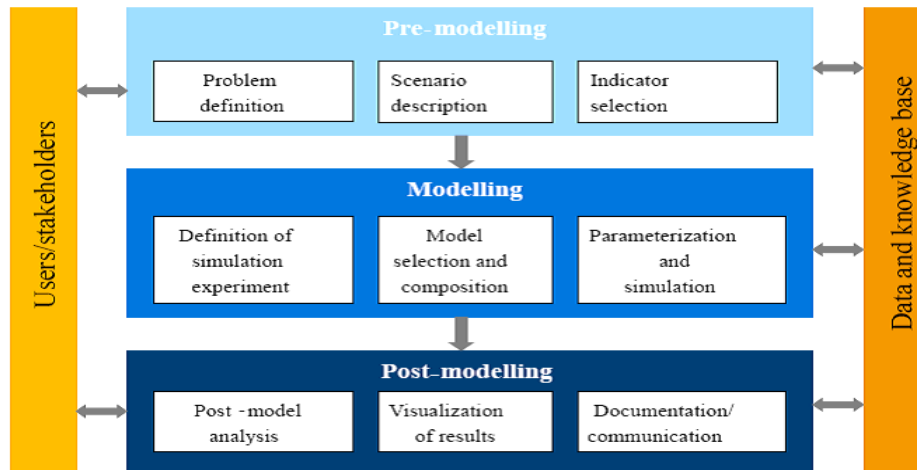 Users/stakeholders
Pre-modelling
Problem
definition
Scenario
description
Indicator
selection
Modelling
Definition of
simulation
experiment
Model
selection and
composition
Parameterization
and
simulation
Post-modelling
Post -model
analysis
Visualization
of results
Documentation/
communication
Data and knowledge base